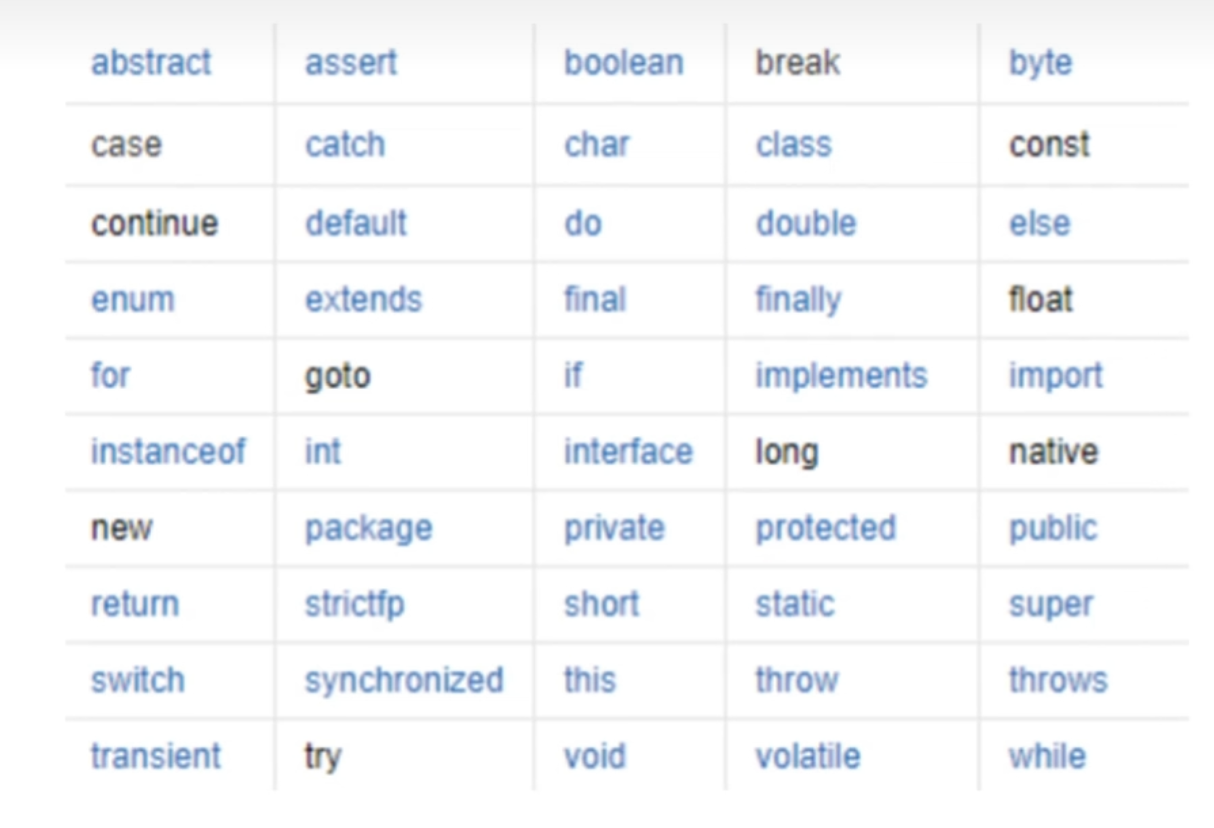 abstract assert boolean break byte
case catch char class const
continue default do double else
enum extends final finally float
for goto if implements import
instanceof int interface long native
new package private protected public
return strictfp short static super
switch synchronized this throw throws
transient try void volatile while